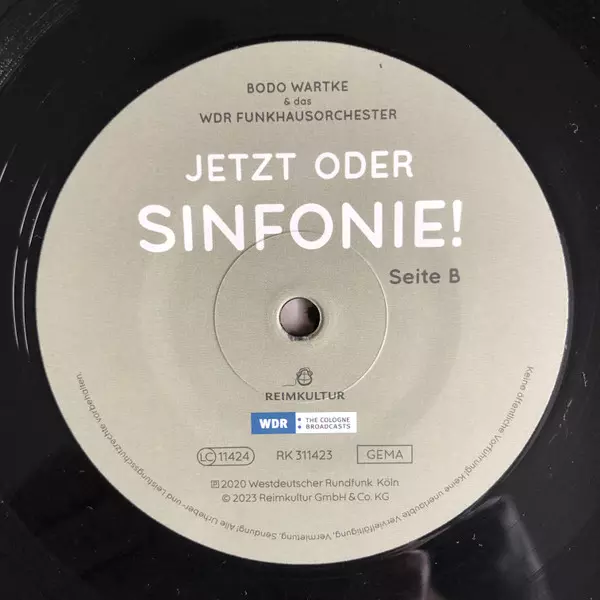 BODO WARTKE
& das
WDR FUNKHAUSORCHESTER
JETZT ODER
SINFONIE!
Seite B
REIMKULTUR
WDR THE COLOGNE
BROADCASTS
LC 11424 RK 311423 GEMA
℗ 2020 Westdeutscher Rundfunk Köln
© 2023 Reimkultur GmbH & Co. KG
Keine öffentliche Vorführung! Keine unerlaubte Vervielfältigung, Vermietung, Sendung! Alle Urheber- und Leistungsschutzrechte vorbehalten.